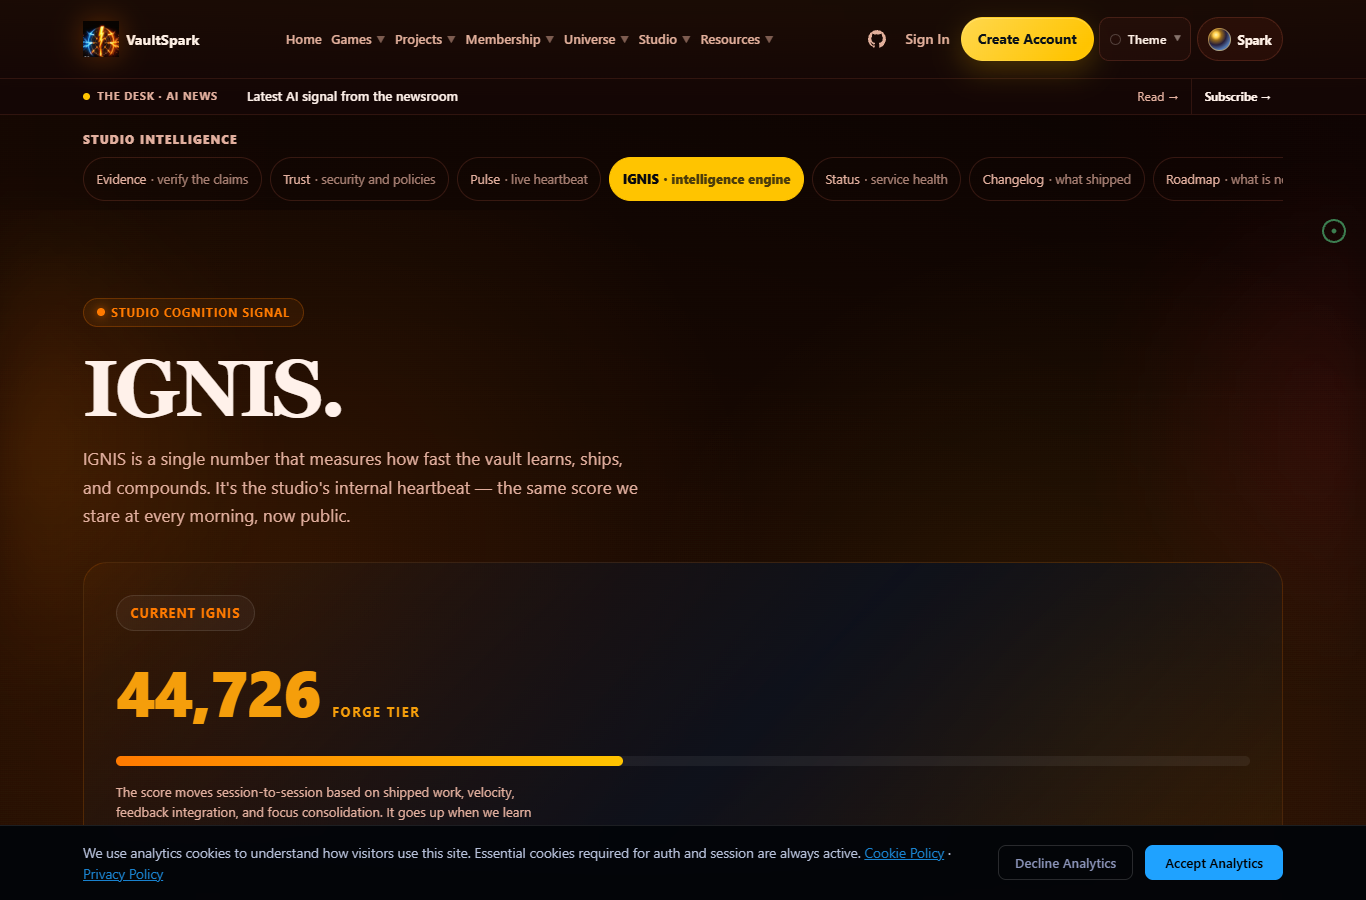 VaultSpark
Home Games ▼ Projects ▼ Membership ▼ Universe ▼ Studio ▼ Resources ▼
Sign In
Create Account
Theme ▼
Spark
THE DESK · AI NEWS
Latest AI signal from the newsroom
Read →
Subscribe →
STUDIO INTELLIGENCE
Evidence · verify the claims
Trust · security and policies
Pulse · live heartbeat
IGNIS · intelligence engine
Status · service health
Changelog · what shipped
Roadmap · what is
STUDIO COGNITION SIGNAL
IGNIS.
IGNIS is a single number that measures how fast the vault learns, ships,
and compounds. It's the studio's internal heartbeat — the same score we
stare at every morning, now public.
CURRENT IGNIS
44,726 FORGE TIER
The score moves session-to-session based on shipped work, velocity,
feedback integration, and focus consolidation. It goes up when we learn
We use analytics cookies to understand how visitors use this site. Essential cookies required for auth and session are always active. Cookie Policy ·
Privacy Policy
Decline Analytics
Accept Analytics